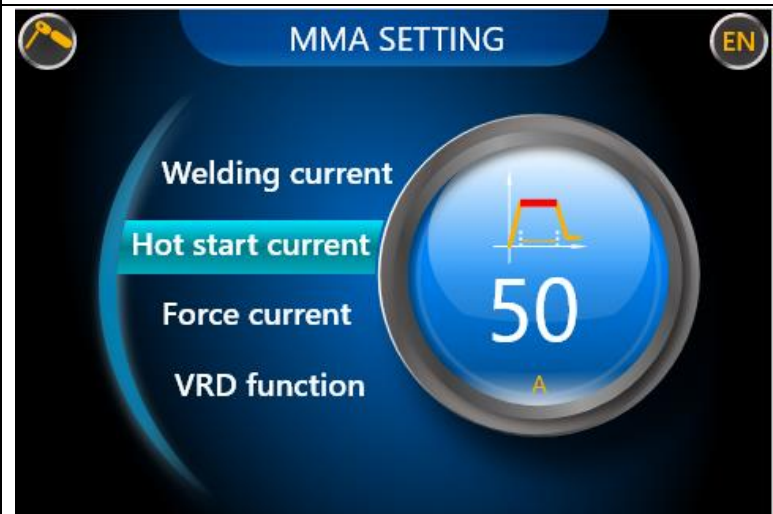 MMA SETTING
EN
Welding current
Hot start current
Force current
VRD function
50
A